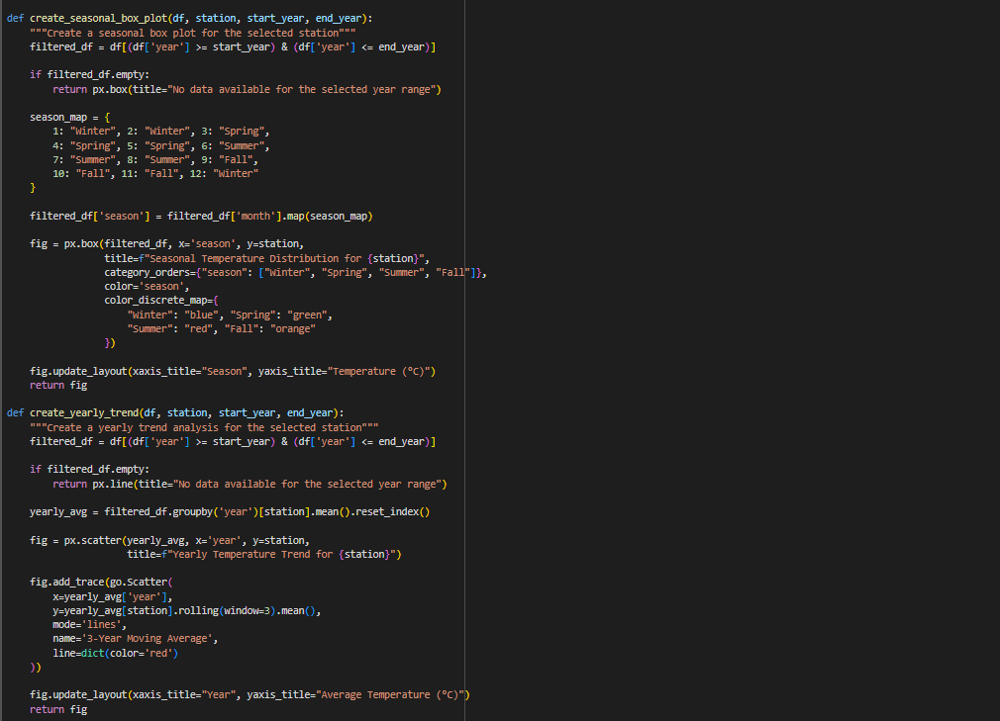 def create_seasonal_box_plot(df, station, start_year, end_year):
    """Create a seasonal box plot for the selected station"""
    filtered_df = df[(df['year'] >= start_year) & (df['year'] <= end_year)]
    if filtered_df.empty:
        return px.box(title="No data available for the selected year range")
    season_map = {
        1: "Winter", 2: "Winter", 3: "Spring",
        4: "Spring", 5: "Spring", 6: "Summer",
        7: "Summer", 8: "Summer", 9: "Fall",
        10: "Fall", 11: "Fall", 12: "Winter"
    }
    filtered_df['season'] = filtered_df['month'].map(season_map)
    fig = px.box(filtered_df, x='season', y=station,
                 title=f"Seasonal Temperature Distribution for {station}",
                 category_orders={"season": ["Winter", "Spring", "Summer", "Fall"]},
                 color='season',
                 color_discrete_map={
                     "Winter": "blue", "Spring": "green",
                     "Summer": "red", "Fall": "orange"
                 })
    fig.update_layout(xaxis_title="Season", yaxis_title="Temperature (°C)")
    return fig
def create_yearly_trend(df, station, start_year, end_year):
    """Create a yearly trend analysis for the selected station"""
    filtered_df = df[(df['year'] >= start_year) & (df['year'] <= end_year)]
    if filtered_df.empty:
        return px.line(title="No data available for the selected year range")
    yearly_avg = filtered_df.groupby('year')[station].mean().reset_index()
    fig = px.scatter(yearly_avg, x='year', y=station,
                     title=f"Yearly Temperature Trend for {station}")
    fig.add_trace(go.Scatter(
        x=yearly_avg['year'],
        y=yearly_avg[station].rolling(window=3).mean(),
        mode='lines',
        name='3-Year Moving Average',
        line=dict(color='red')
    ))
    fig.update_layout(xaxis_title="Year", yaxis_title="Average Temperature (°C)")
    return fig